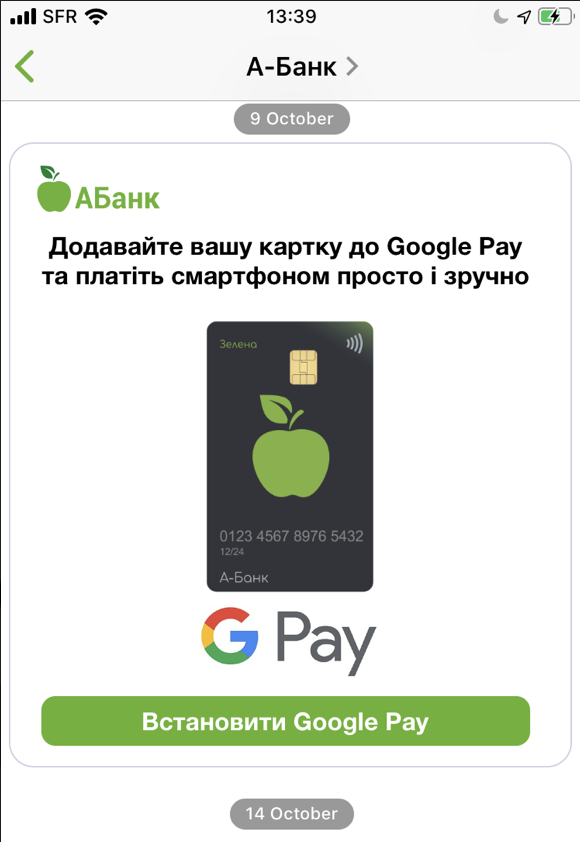 SFR 13:39
А-Банк
9 October
АБанк
Додавайте вашу картку до Google Pay
та платіть смартфоном просто і зручно
Зелена
0123 4567 8976 5432
12/24
А-Банк
G Pay
Встановити Google Pay
14 October